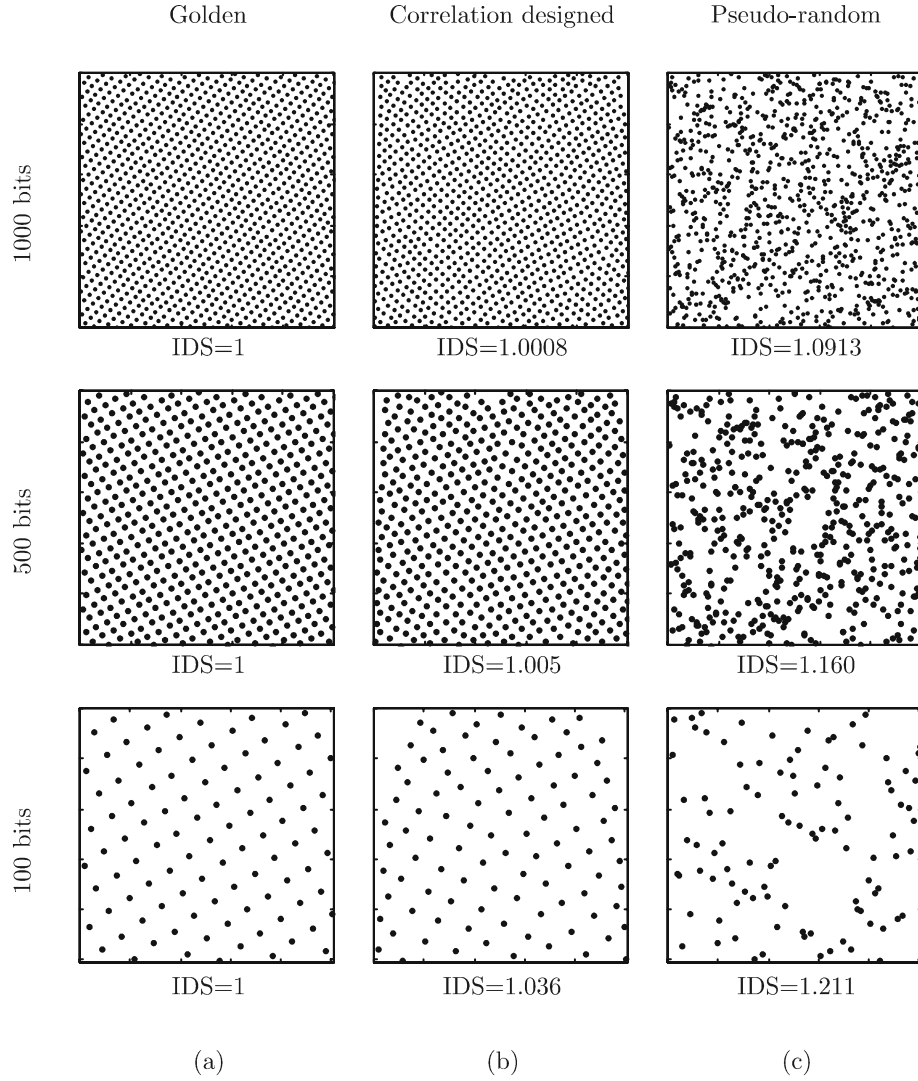 Golden Correlation designed Pseudo-random
1000 bits
IDS=1 IDS=1.0008 IDS=1.0913
500 bits
IDS=1 IDS=1.005 IDS=1.160
100 bits
IDS=1 IDS=1.036 IDS=1.211
(a) (b) (c)